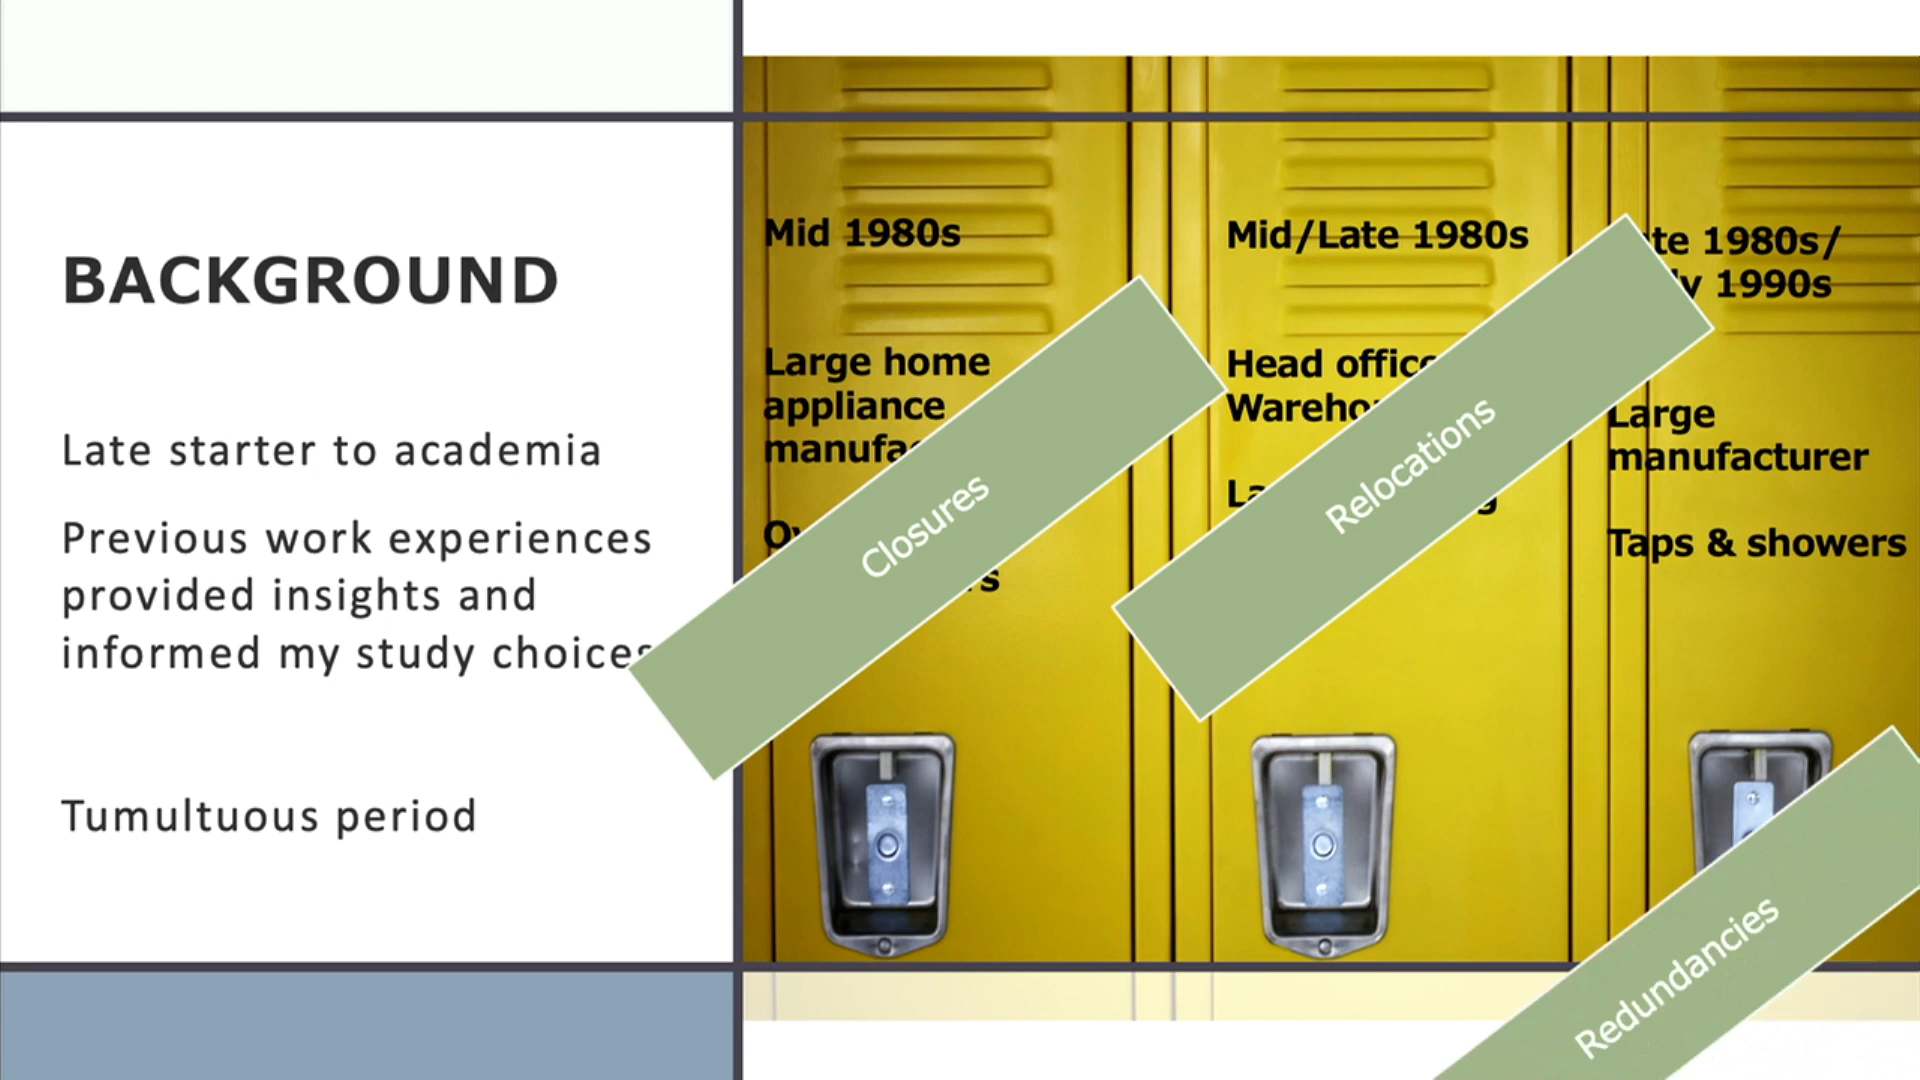 BACKGROUND
Late starter to academia
Previous work experiences
provided insights and
informed my study choices
Tumultuous period
Mid 1980s
Large home
appliance
Closures
Mid/Late 1980s
Head office
Relocations
1980s/
1990s
Large
manufacturer
Taps & showers
Redundancies